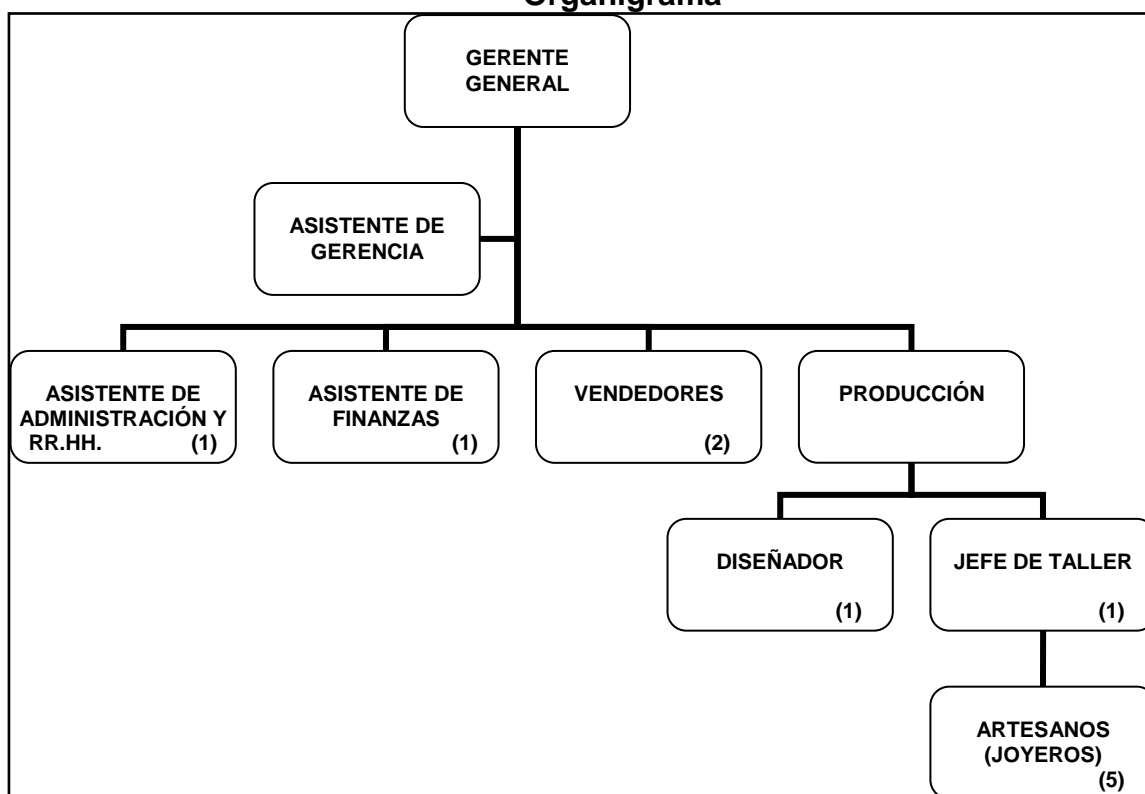 Organigrama
GERENTE
GENERAL
ASISTENTE DE
GERENCIA
ASISTENTE DE
ADMINISTRACIÓN Y
RR.HH. (1)
ASISTENTE DE
FINANZAS
(1)
VENDEDORES
(2)
PRODUCCIÓN
DISEÑADOR
(1)
JEFE DE TALLER
(1)
ARTESANOS
(JOYEROS)
(5)